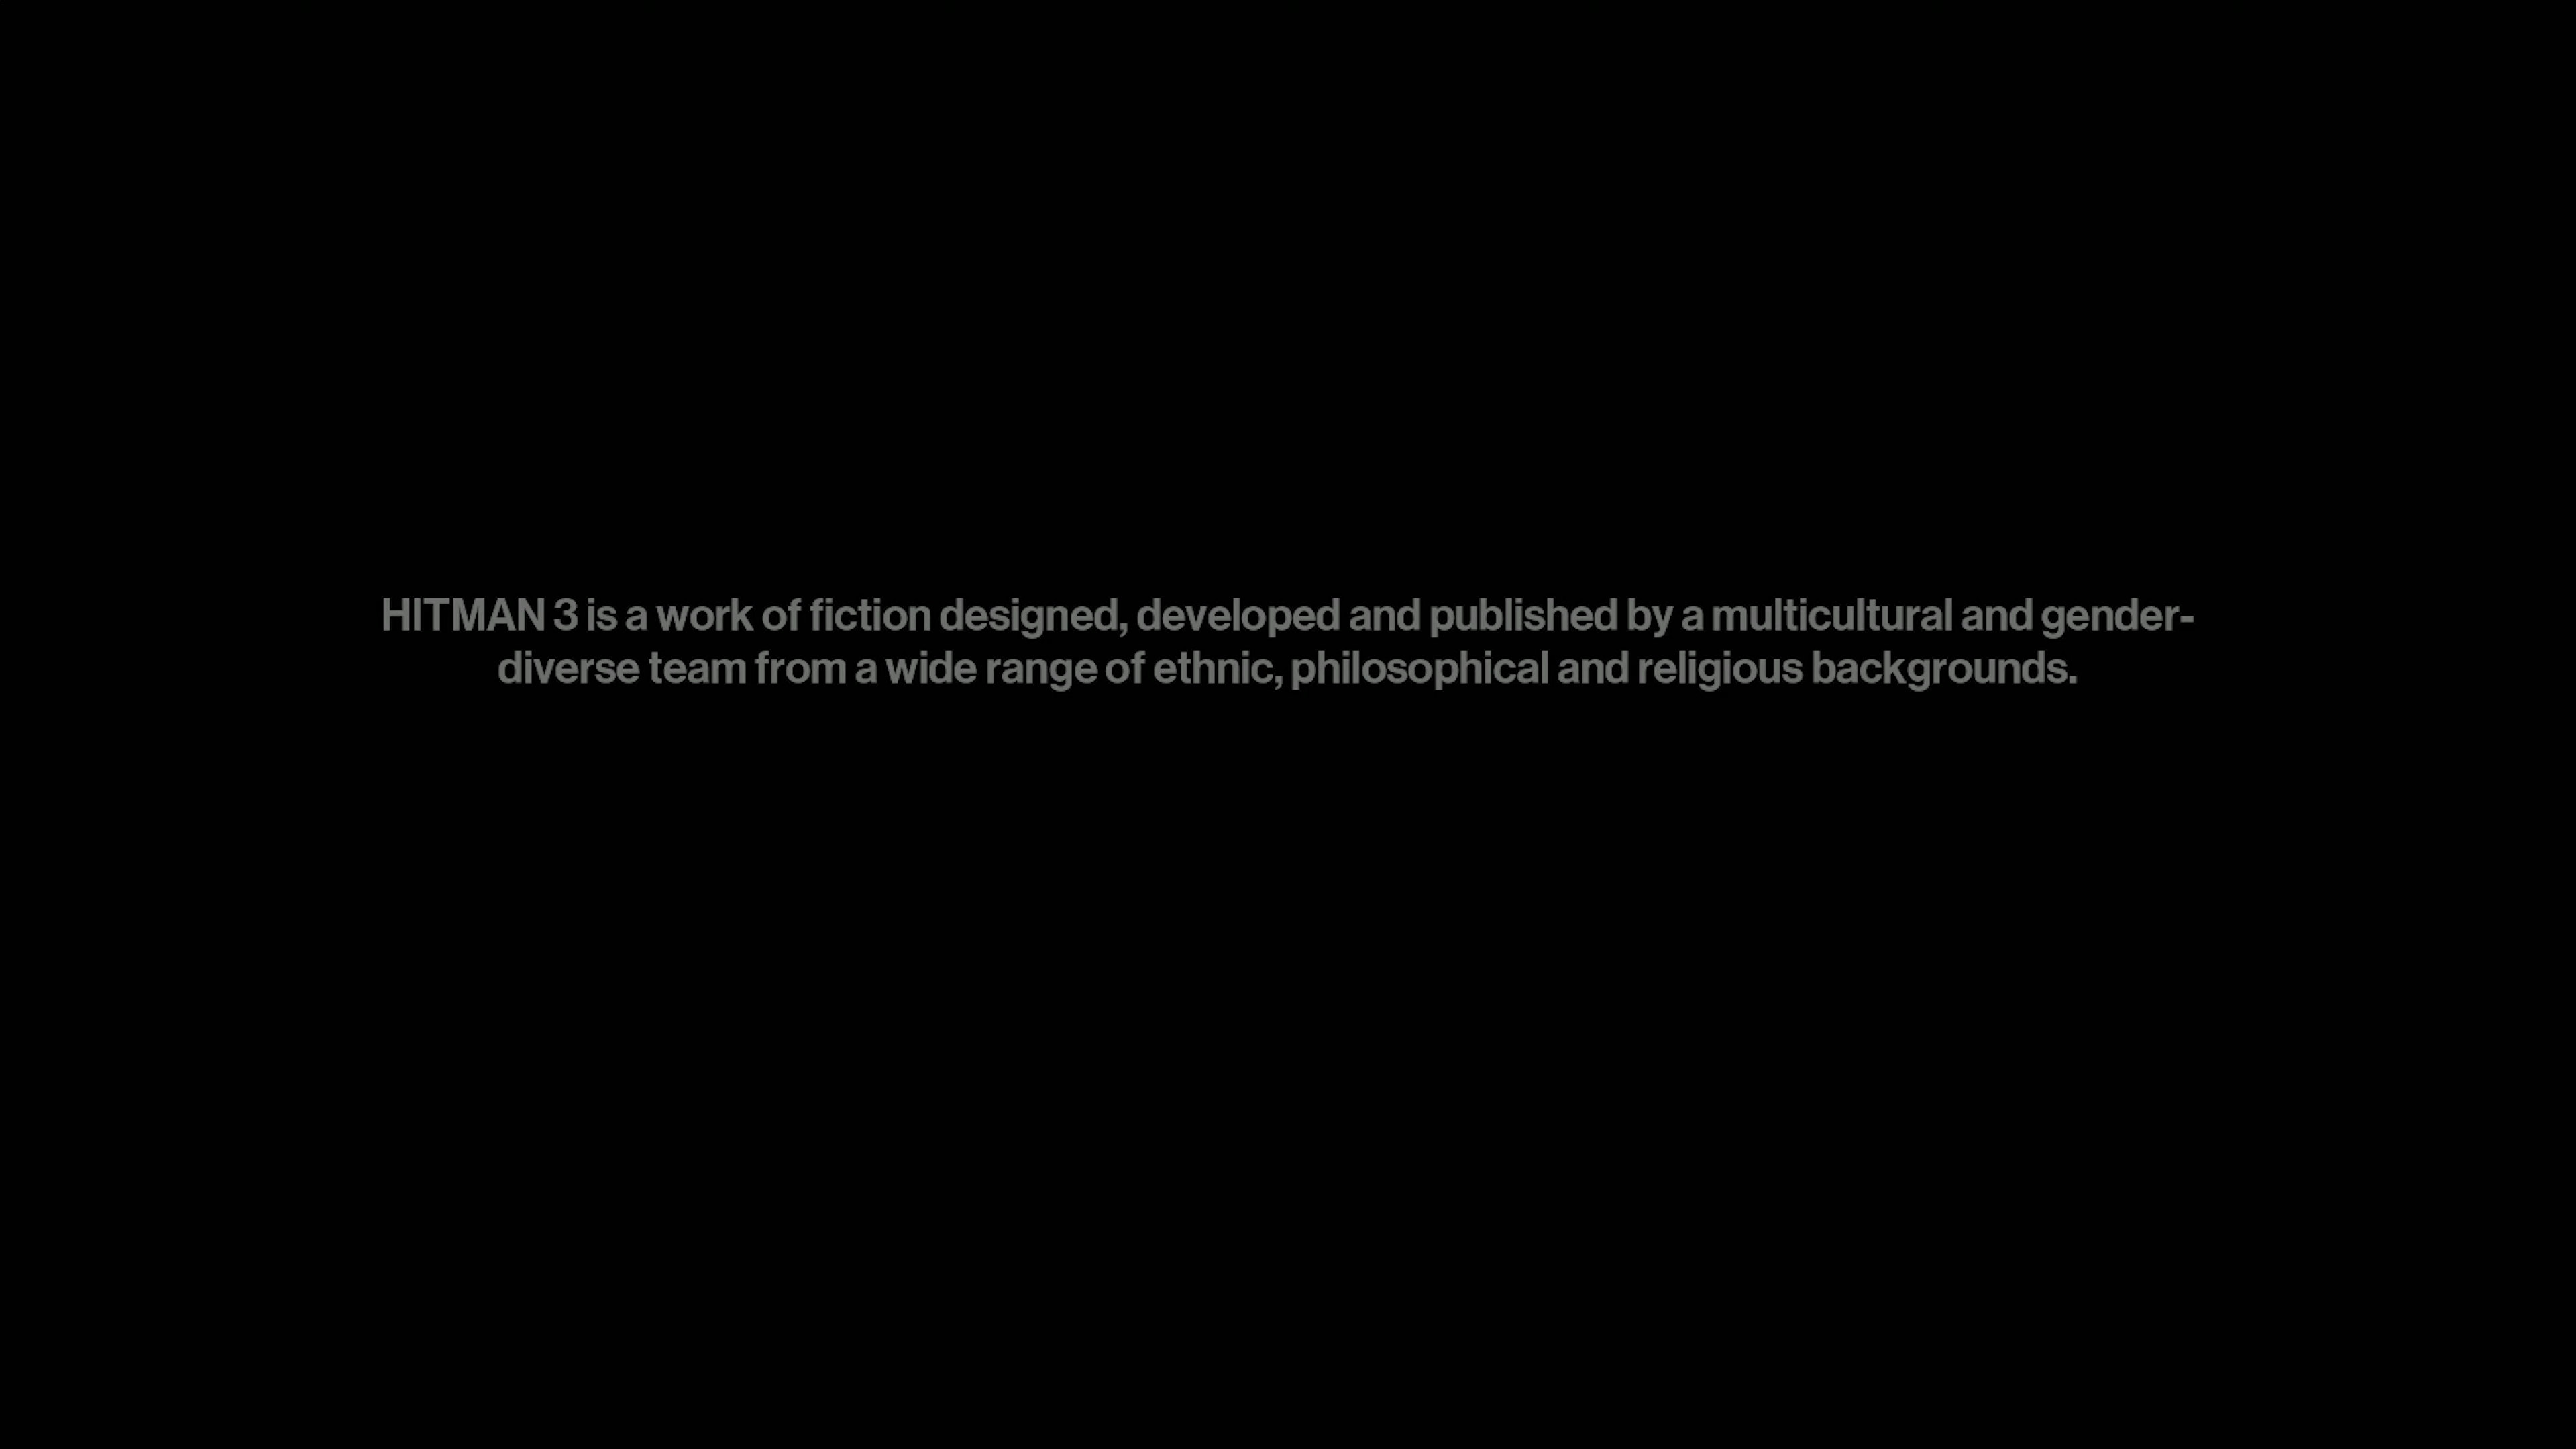 HITMAN 3 is a work of fiction designed, developed and published by a multicultural and gender-
diverse team from a wide range of ethnic, philosophical and religious backgrounds.